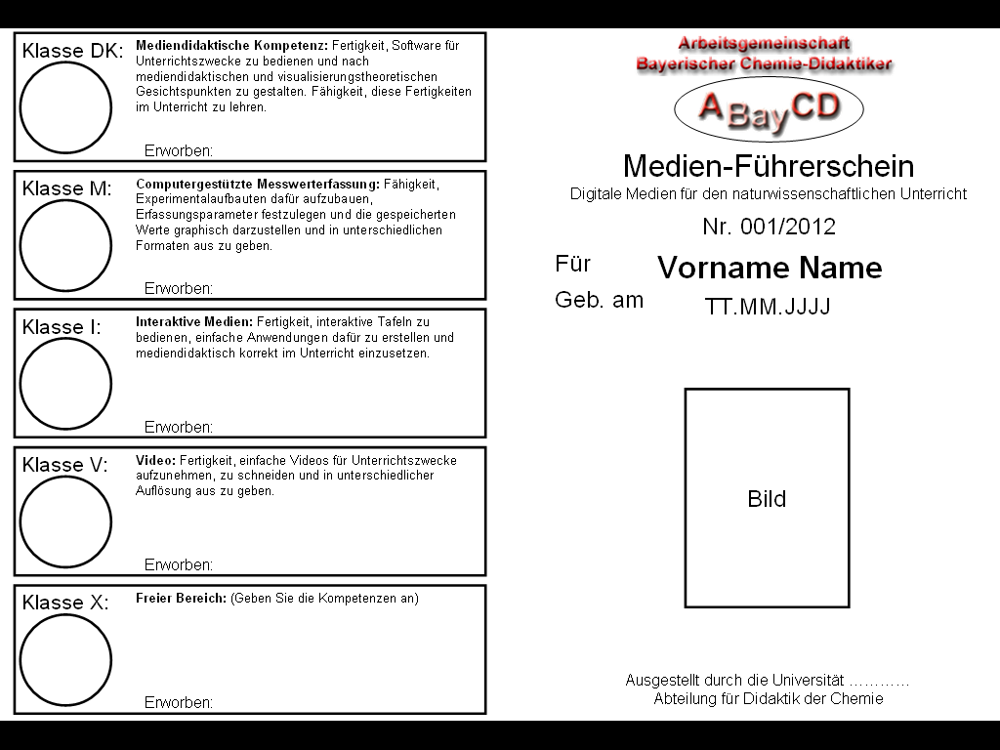 Klasse DK:
Mediendidaktische Kompetenz: Fertigkeit, Software für
Unterrichtszwecke zu bedienen und nach
mediendidaktischen und visualisierungstheoretischen
Gesichtspunkten zu gestalten. Fähigkeit, diese Fertigkeiten
im Unterricht zu lehren.
Erworben:
Klasse M:
Computergestützte Messwerterfassung: Fähigkeit,
Experimentalaufbauten dafür aufzubauen,
Erfassungsparameter festzulegen und die gespeicherten
Werte graphisch darzustellen und in unterschiedlichen
Formaten aus zu geben.
Erworben:
Klasse I:
Interaktive Medien: Fertigkeit, interaktive Tafeln zu
bedienen, einfache Anwendungen dafür zu erstellen und
mediendidaktisch korrekt im Unterricht einzusetzen.
Erworben:
Klasse V:
Video: Fertigkeit, einfache Videos für Unterrichtszwecke
aufzunehmen, zu schneiden und in unterschiedlicher
Auflösung aus zu geben.
Erworben:
Klasse X:
Freier Bereich: (Geben Sie die Kompetenzen an)
Erworben:
Arbeitsgemeinschaft
Bayerischer Chemie-Didaktiker
ABayCD
Medien-Führerschein
Digitale Medien für den naturwissenschaftlichen Unterricht
Nr. 001/2012
Für Vorname Name
Geb. am TT.MM.JJJJ
Bild
Ausgestellt durch die Universität …………
Abteilung für Didaktik der Chemie